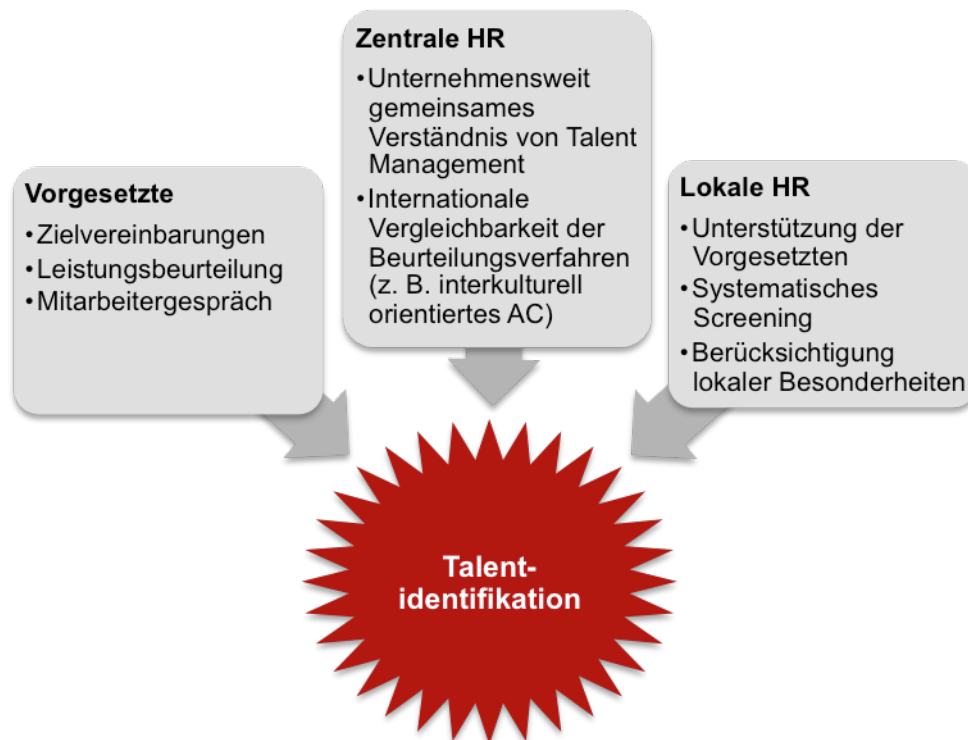 Zentrale HR
•Unternehmensweit
gemeinsames
Verständnis von Talent
Management
•Internationale
Vergleichbarkeit der
Beurteilungsverfahren
(z. B. interkulturell
orientiertes AC)
Vorgesetzte
•Zielvereinbarungen
•Leistungsbeurteilung
•Mitarbeitergespräch
Lokale HR
•Unterstützung der
Vorgesetzten
•Systematisches
Screening
•Berücksichtigung
lokaler Besonderheiten
Talent-
identifikation